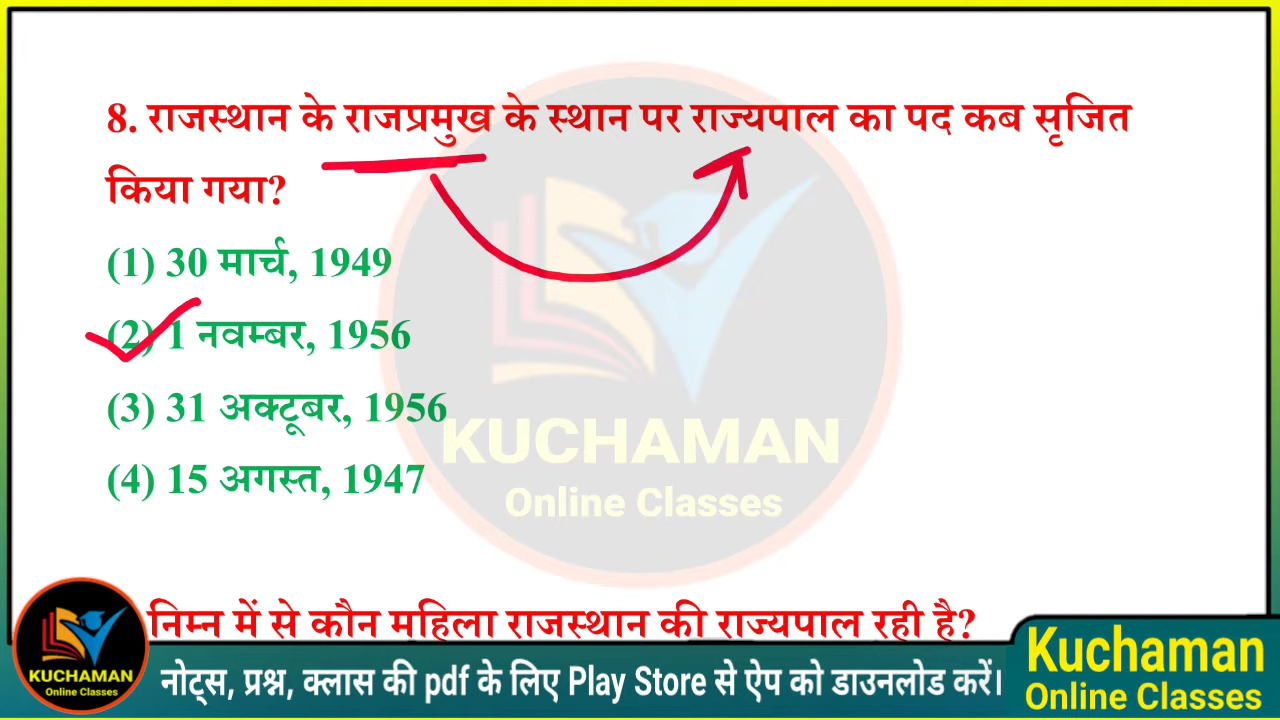 8. राजस्थान के राजप्रमुख के स्थान पर राज्यपाल का पद कब सृजित
किया गया?
(1) 30 मार्च, 1949
(2) 1 नवम्बर, 1956
(3) 31 अक्टूबर, 1956
(4) 15 अगस्त, 1947
KUCHAMAN
Online Classes
निम्न में से कौन महिला राजस्थान की राज्यपाल रही है?
KUCHAMAN
Online Classes
नोट्स, प्रश्न, क्लास की pdf के लिए Play Store से ऐप को डाउनलोड करें।
Kuchaman
Online Classes